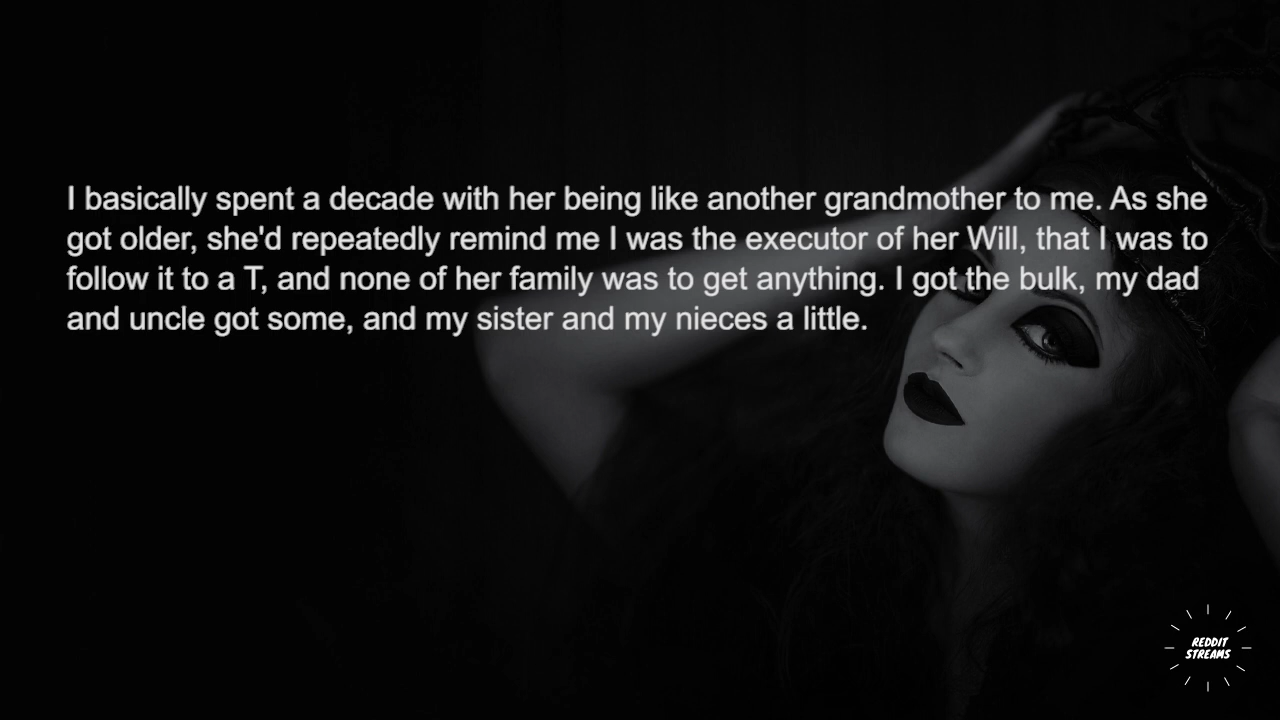 I basically spent a decade with her being like another grandmother to me. As she
got older, she'd repeatedly remind me I was the executor of her Will, that I was to
follow it to a T, and none of her family was to get anything. I got the bulk, my dad
and uncle got some, and my sister and my nieces a little.
REDDIT
STREAMS